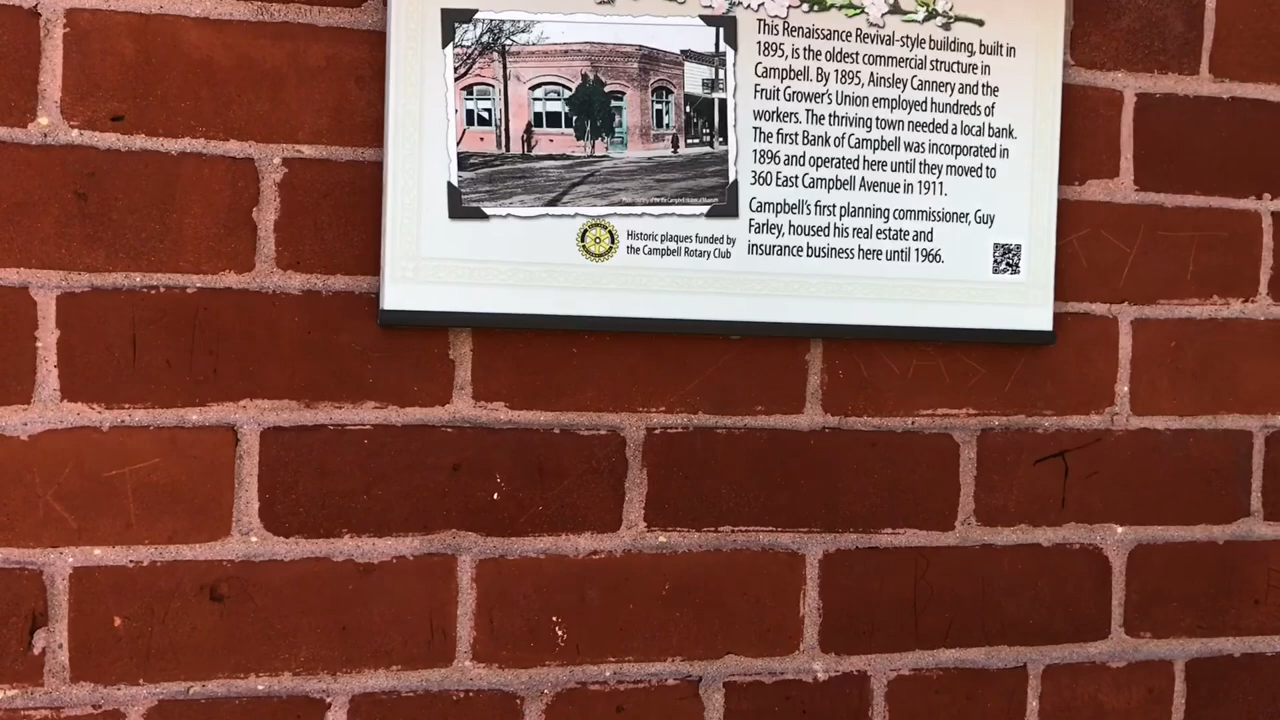 This Renaissance Revival-style building, built in
1895, is the oldest commercial structure in
Campbell. By 1895, Ainsley Cannery and the
Fruit Grower's Union employed hundreds of
workers. The thriving town needed a local bank.
The first Bank of Campbell was incorporated in
1896 and operated here until they moved to
360 East Campbell Avenue in 1911.
Campbell's first planning commissioner, Guy
Farley, housed his real estate and
insurance business here until 1966.
Historic plaques funded by
the Campbell Rotary Club
KYT
KT
T